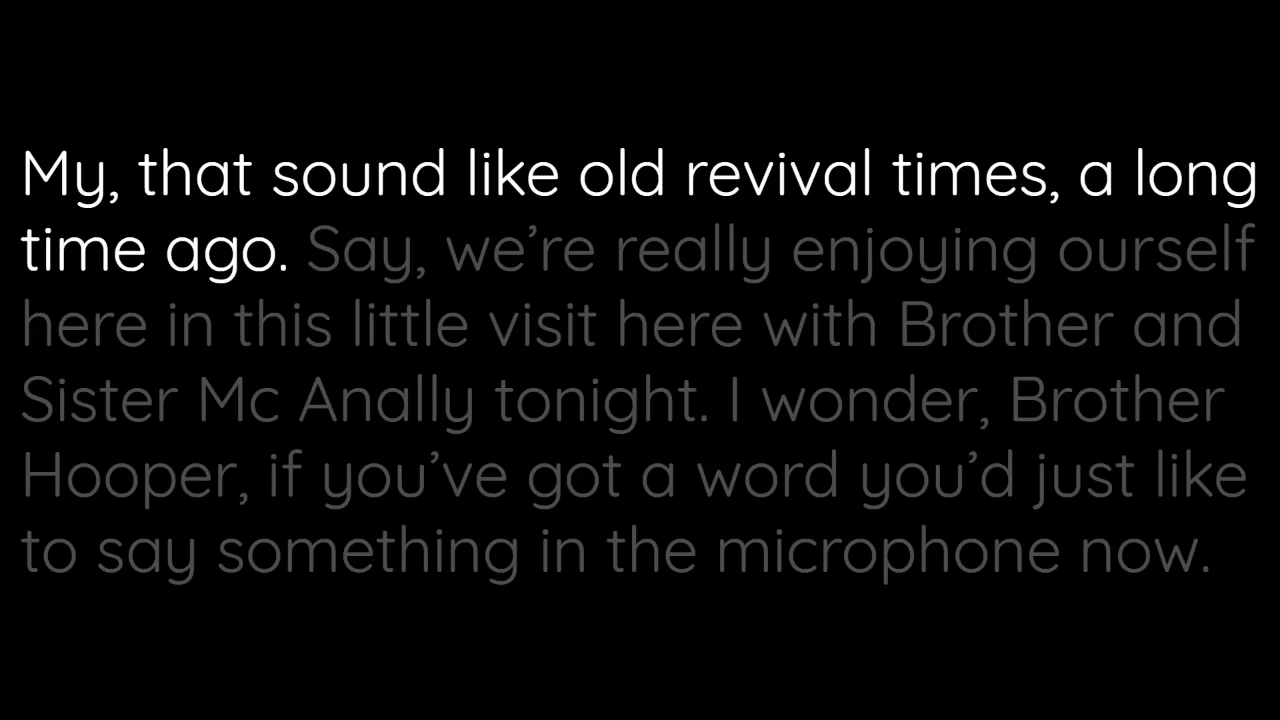 My, that sound like old revival times, a long
time ago. Say, we’re really enjoying ourself
here in this little visit here with Brother and
Sister Mc Anally tonight. I wonder, Brother
Hooper, if you’ve got a word you’d just like
to say something in the microphone now.